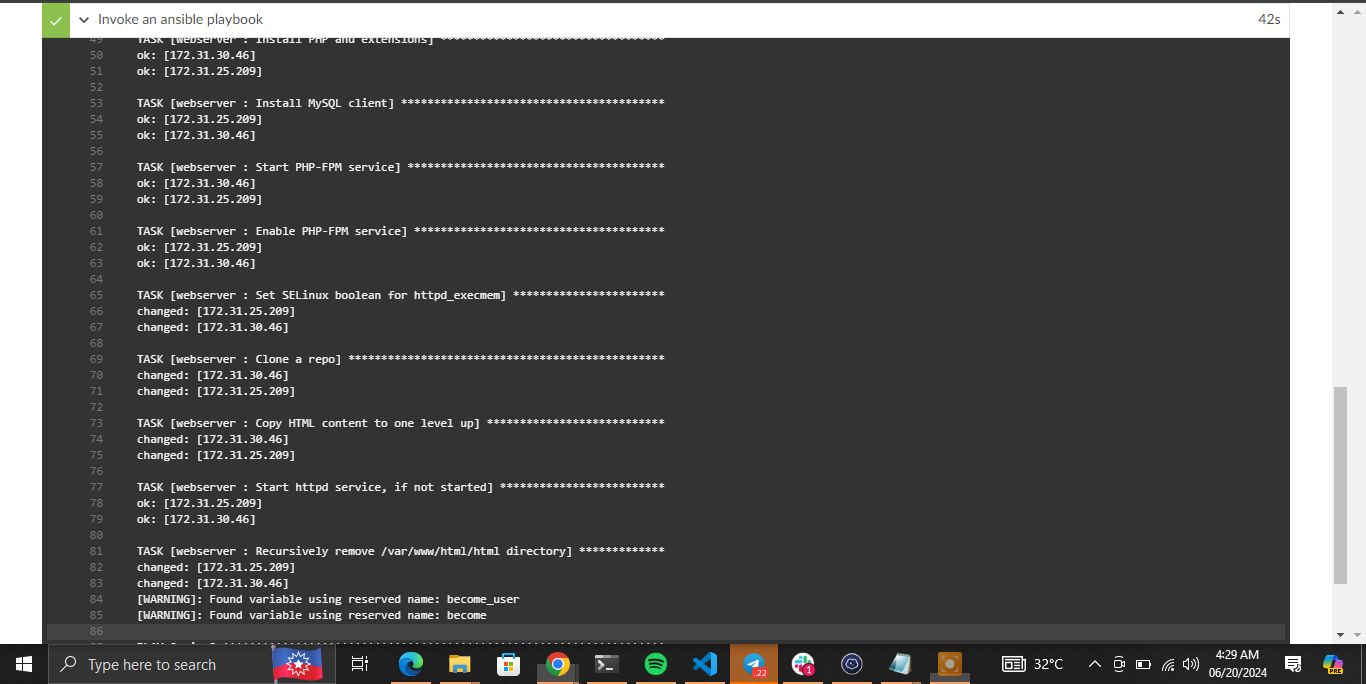 Invoke an ansible playbook
42s
49 TASK [webserver : Install PHP and extensions] **********************************
50 ok: [172.31.30.46]
51 ok: [172.31.25.209]
52
53 TASK [webserver : Install MySQL client] ****************************************
54 ok: [172.31.25.209]
55 ok: [172.31.30.46]
56
57 TASK [webserver : Start PHP-FPM service] ***************************************
58 ok: [172.31.30.46]
59 ok: [172.31.25.209]
60
61 TASK [webserver : Enable PHP-FPM service] **************************************
62 ok: [172.31.25.209]
63 ok: [172.31.30.46]
64
65 TASK [webserver : Set SELinux boolean for httpd_execmem] ***********************
66 changed: [172.31.25.209]
67 changed: [172.31.30.46]
68
69 TASK [webserver : Clone a repo] ************************************************
70 changed: [172.31.30.46]
71 changed: [172.31.25.209]
72
73 TASK [webserver : Copy HTML content to one level up] ***************************
74 changed: [172.31.30.46]
75 changed: [172.31.25.209]
76
77 TASK [webserver : Start httpd service, if not started] *************************
78 ok: [172.31.25.209]
79 ok: [172.31.30.46]
80
81 TASK [webserver : Recursively remove /var/www/html/html directory] *************
82 changed: [172.31.25.209]
83 changed: [172.31.30.46]
84 [WARNING]: Found variable using reserved name: become_user
85 [WARNING]: Found variable using reserved name: become
86
Type here to search
22
1
32°C
4:29 AM
06/20/2024
PRE